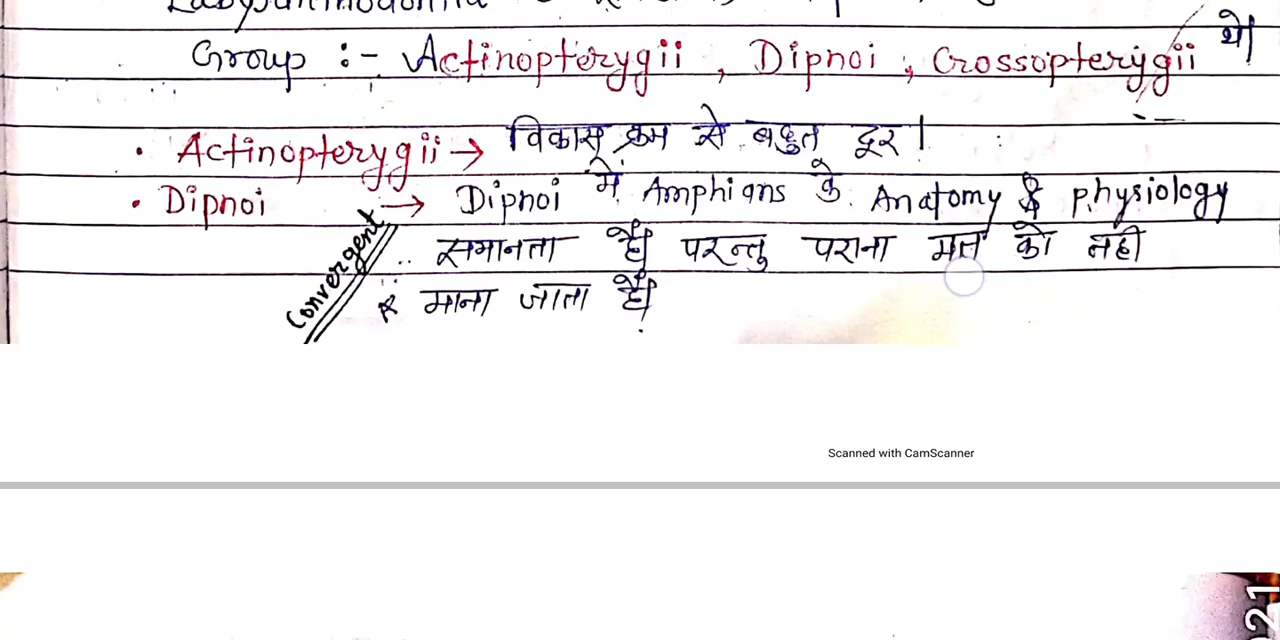 Group :- Actinopterygii , Dipnoi , Crossopterygii थे।
• Actinopterygii → विकास क्रम से बहुत दूर।
• Dipnoi → Dipnoi में Amphians के Anatomy & physiology
समानता है परन्तु पराना मत को नही
Convergent
माना जाता है।
Scanned with CamScanner
21